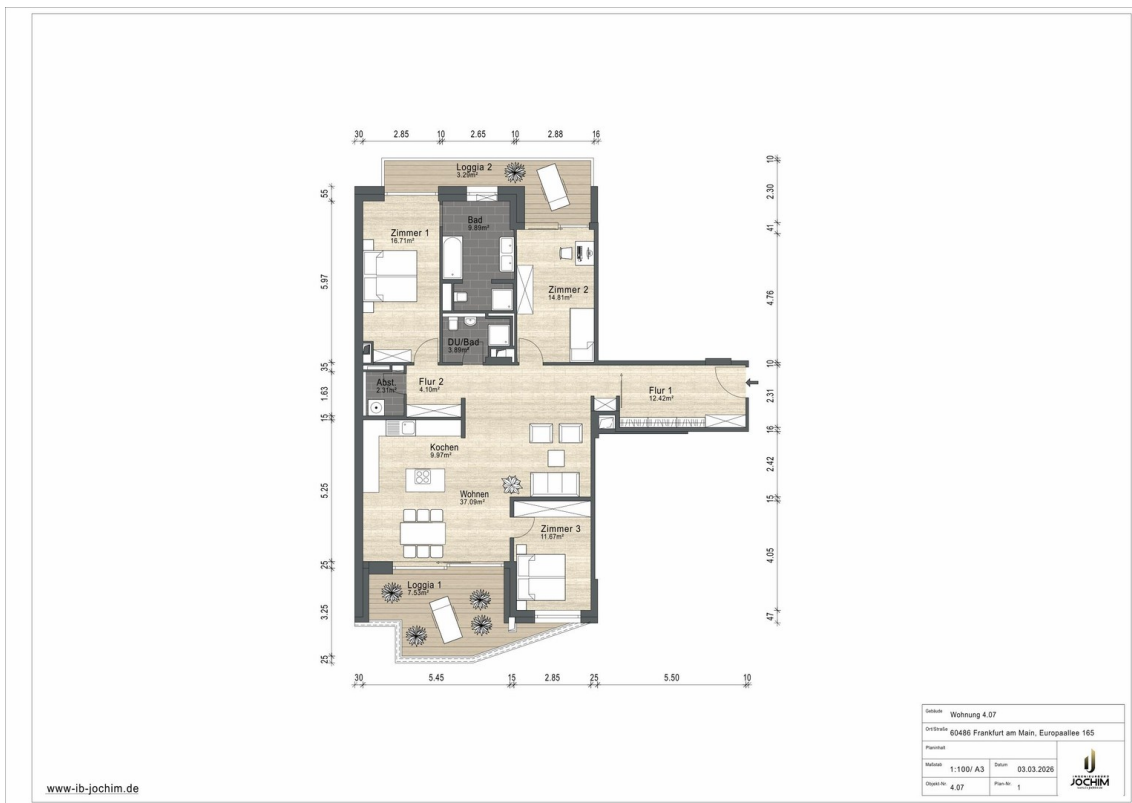 30 2.85 10 2.65 10 2.88 16
Loggia 2
3.29m²
10
2.30
41
4.76
10
2.31
16
2.42
15
4.05
47
55
5.97
35
1.63
15
5.25
25
3.25
25
Bad
9.89m²
Zimmer 1
16.71m²
Zimmer 2
14.81m²
DU/Bad
3.89m²
Abst.
2.31m²
Flur 2
4.10m²
Flur 1
12.42m²
Kochen
9.97m²
Wohnen
37.09m²
Zimmer 3
11.67m²
Loggia 1
7.53m²
30 5.45 15 2.85 25 5.50 10
Gebäude Wohnung 4.07
Ort/Straße 60486 Frankfurt am Main, Europaallee 165
Planinhalt
Maßstab 1:100/ A3 Datum 03.03.2026
Objekt-Nr. 4.07 Plan-Nr. 1
JOCHIM
www-ib-jochim.de